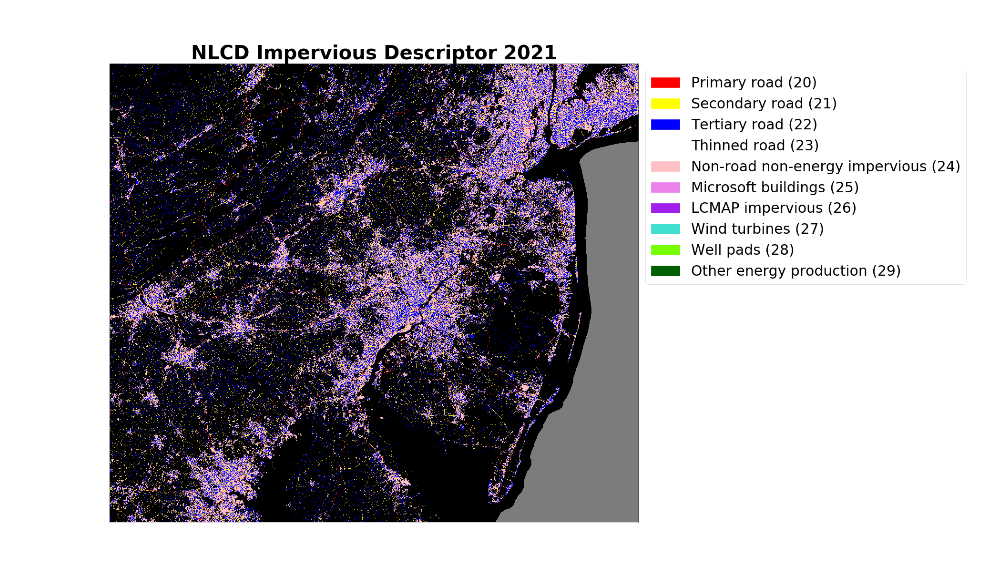 NLCD Impervious Descriptor 2021
Primary road (20)
Secondary road (21)
Tertiary road (22)
Thinned road (23)
Non-road non-energy impervious (24)
Microsoft buildings (25)
LCMAP impervious (26)
Wind turbines (27)
Well pads (28)
Other energy production (29)